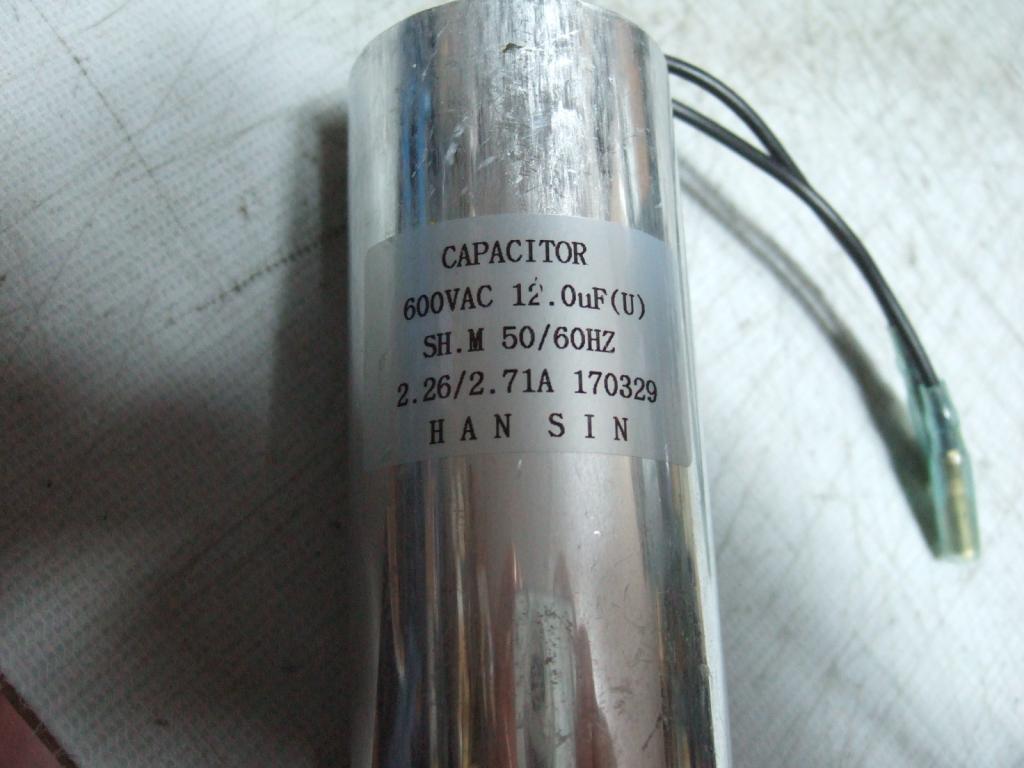 CAPACITOR
600VAC 12.0uF(U)
SH.M 50/60HZ
2.26/2.71A 170329
HAN SIN